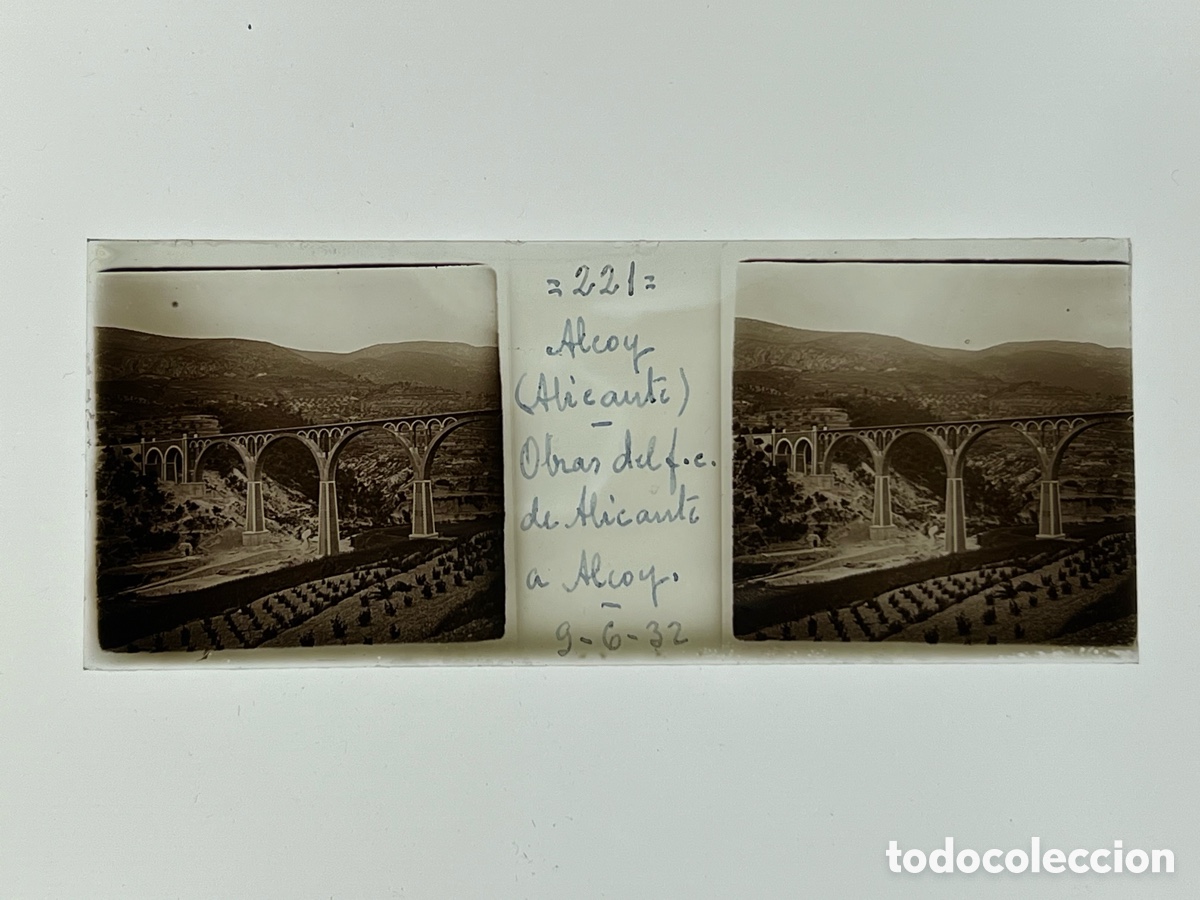 =221=
Alcoy
(Alicante)
-
Obras del f.c.
de Alicante
a Alcoy.
-
9-6-32
todocoleccion